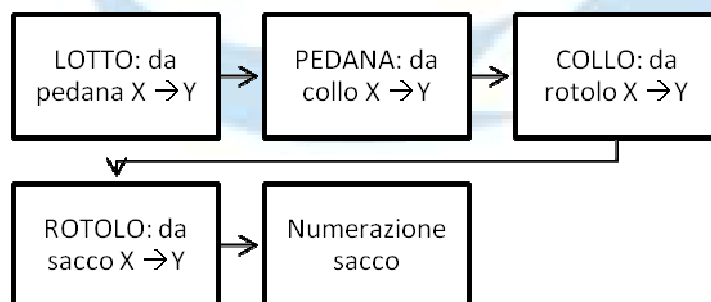 LOTTO: da
pedana X → Y
PEDANA: da
collo X → Y
COLLO: da
rotolo X → Y
ROTOLO: da
sacco X → Y
Numerazione
sacco